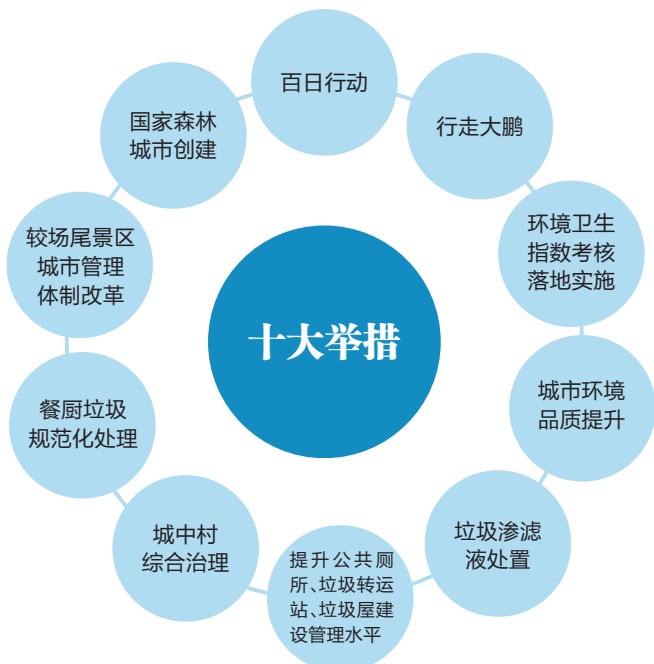 百日行动
行走大鹏
环境卫生
指数考核
落地实施
城市环境
品质提升
垃圾渗滤
液处置
提升公共厕
所、垃圾转运
站、垃圾屋建
设管理水平
城中村
综合治理
餐厨垃圾
规范化处理
较场尾景区
城市管理
体制改革
国家森林
城市创建
十大举措